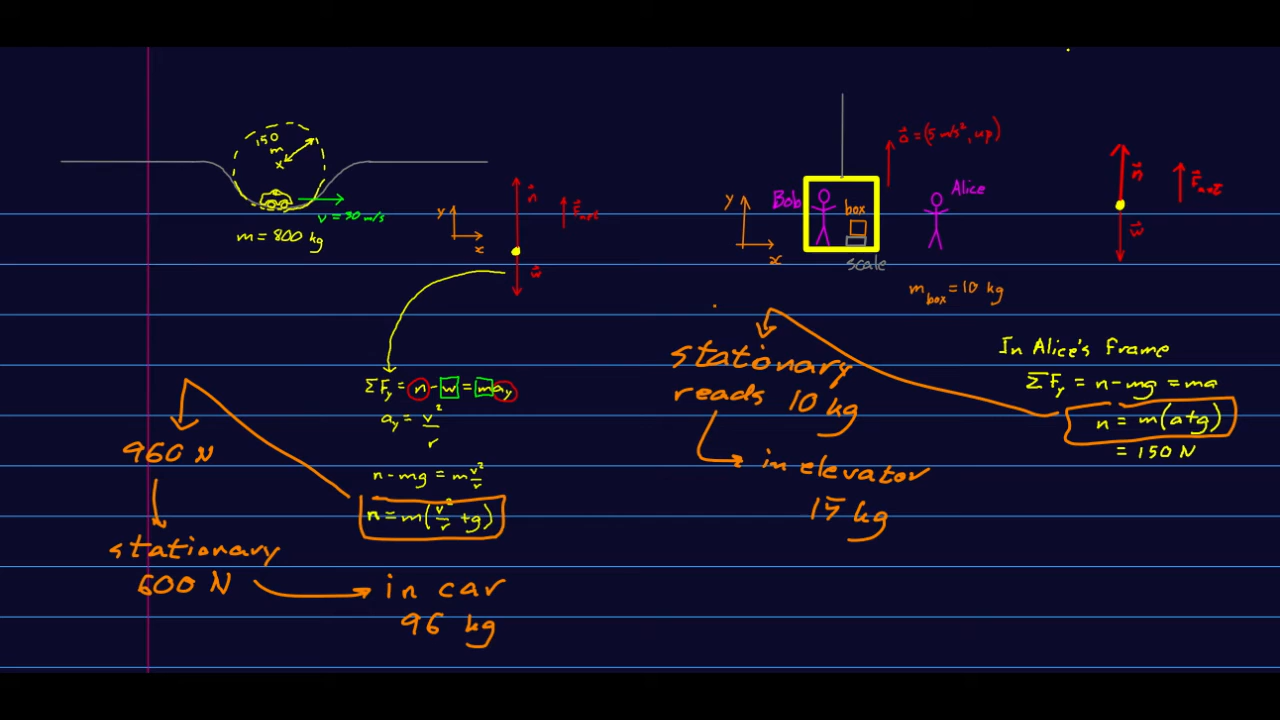 150
m
x
v = 30 m/s
m = 800 kg
y
x
n
F net
w
ΣFy = n - w = may
ay = v²/r
n - mg = m v²/r
n = m(v²/r + g)
960 N
stationary
600 N
in car
96 kg
a = (5 m/s², up)
Bob
Alice
box
scale
y
x
m box = 10 kg
n
F net
w
In Alice's Frame
ΣFy = n - mg = ma
n = m(a+g)
= 150 N
stationary
reads 10 kg
in elevator
15 kg